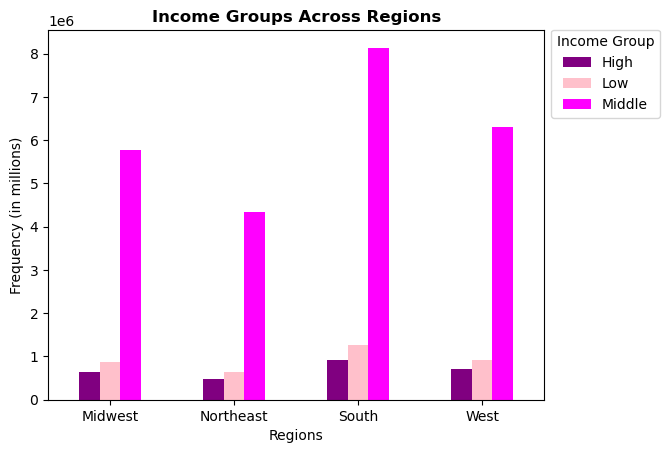 Income Groups Across Regions
1e6
Income Group
High
Low
Middle
Frequency (in millions)
8
7
6
5
4
3
2
1
0
Midwest Northeast South West
Regions